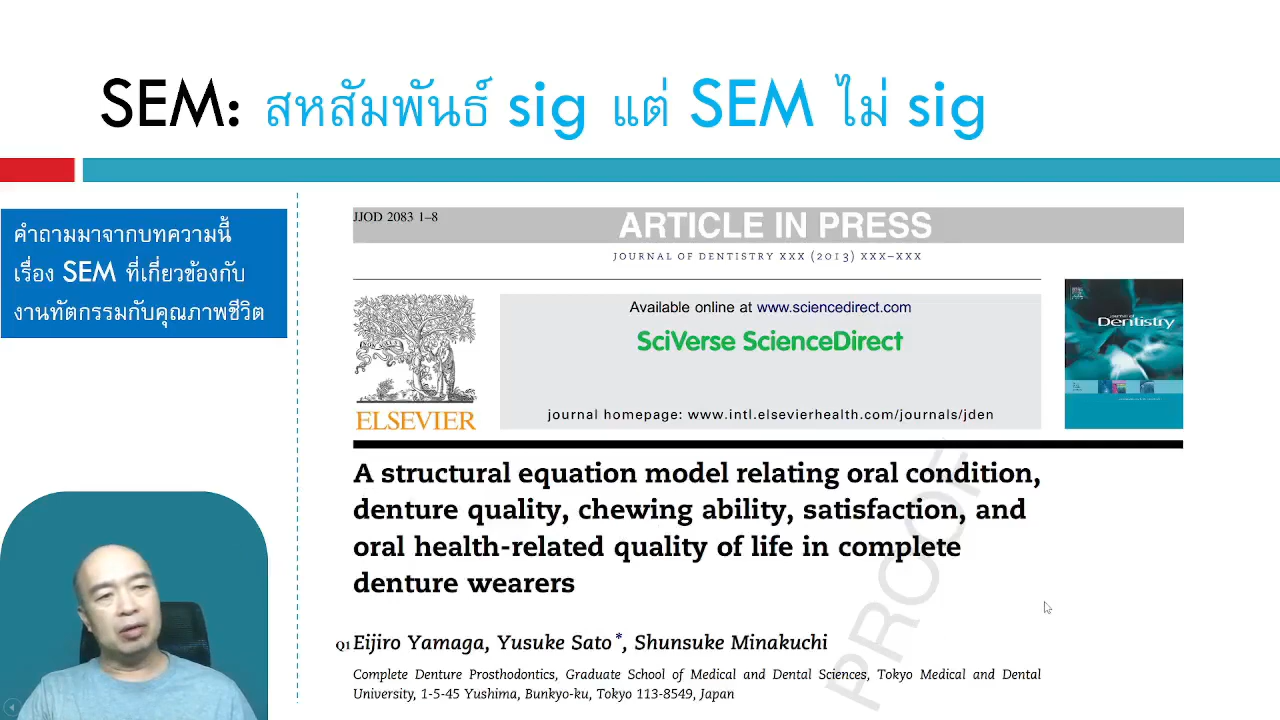 SEM: สหสัมพันธ์ sig แต่ SEM ไม่ sig
คำถามมาจากบทความนี้
เรื่อง SEM ที่เกี่ยวข้องกับ
งานทัตกรรมกับคุณภาพชีวิต
JJOD 2083 1–8
ARTICLE IN PRESS
JOURNAL OF DENTISTRY XXX (2013) XXX–XXX
Available online at www.sciencedirect.com
SciVerse ScienceDirect
journal homepage: www.intl.elsevierhealth.com/journals/jden
ELSEVIER
Journal of
Dentistry
A structural equation model relating oral condition,
denture quality, chewing ability, satisfaction, and
oral health-related quality of life in complete
denture wearers
Q1 Eijiro Yamaga, Yusuke Sato*, Shunsuke Minakuchi
Complete Denture Prosthodontics, Graduate School of Medical and Dental Sciences, Tokyo Medical and Dental
University, 1-5-45 Yushima, Bunkyo-ku, Tokyo 113-8549, Japan
PROOF